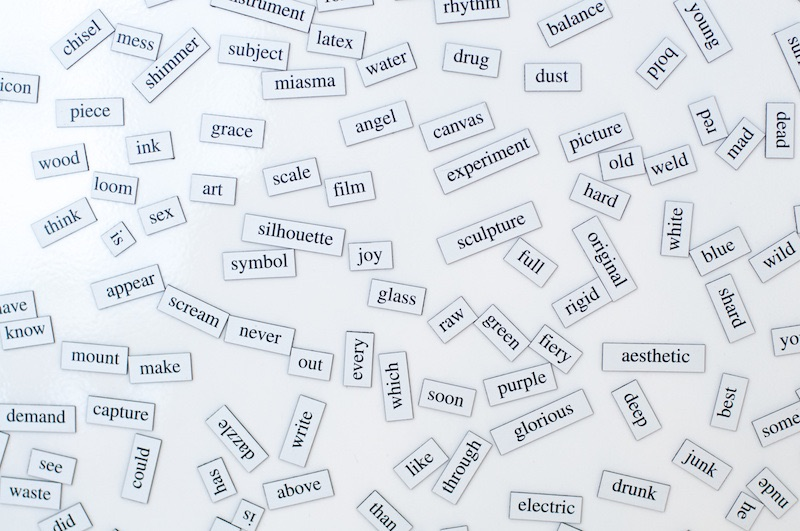 instrument
rhythm
balance
young
chisel
mess
shimmer
subject
latex
water
drug
dust
bold
icon
miasma
piece
grace
angel
canvas
picture
red
mad
dead
wood
ink
experiment
old
weld
loom
art
scale
film
hard
think
is
sex
silhouette
sculpture
original
white
blue
wild
symbol
joy
full
appear
glass
rigid
shard
scream
never
raw
green
fiery
know
mount
make
out
every
which
aesthetic
soon
purple
deep
best
some
demand
capture
dazzle
write
glorious
see
could
has
like
through
junk
nude
waste
above
drunk
did
is
than
electric
he